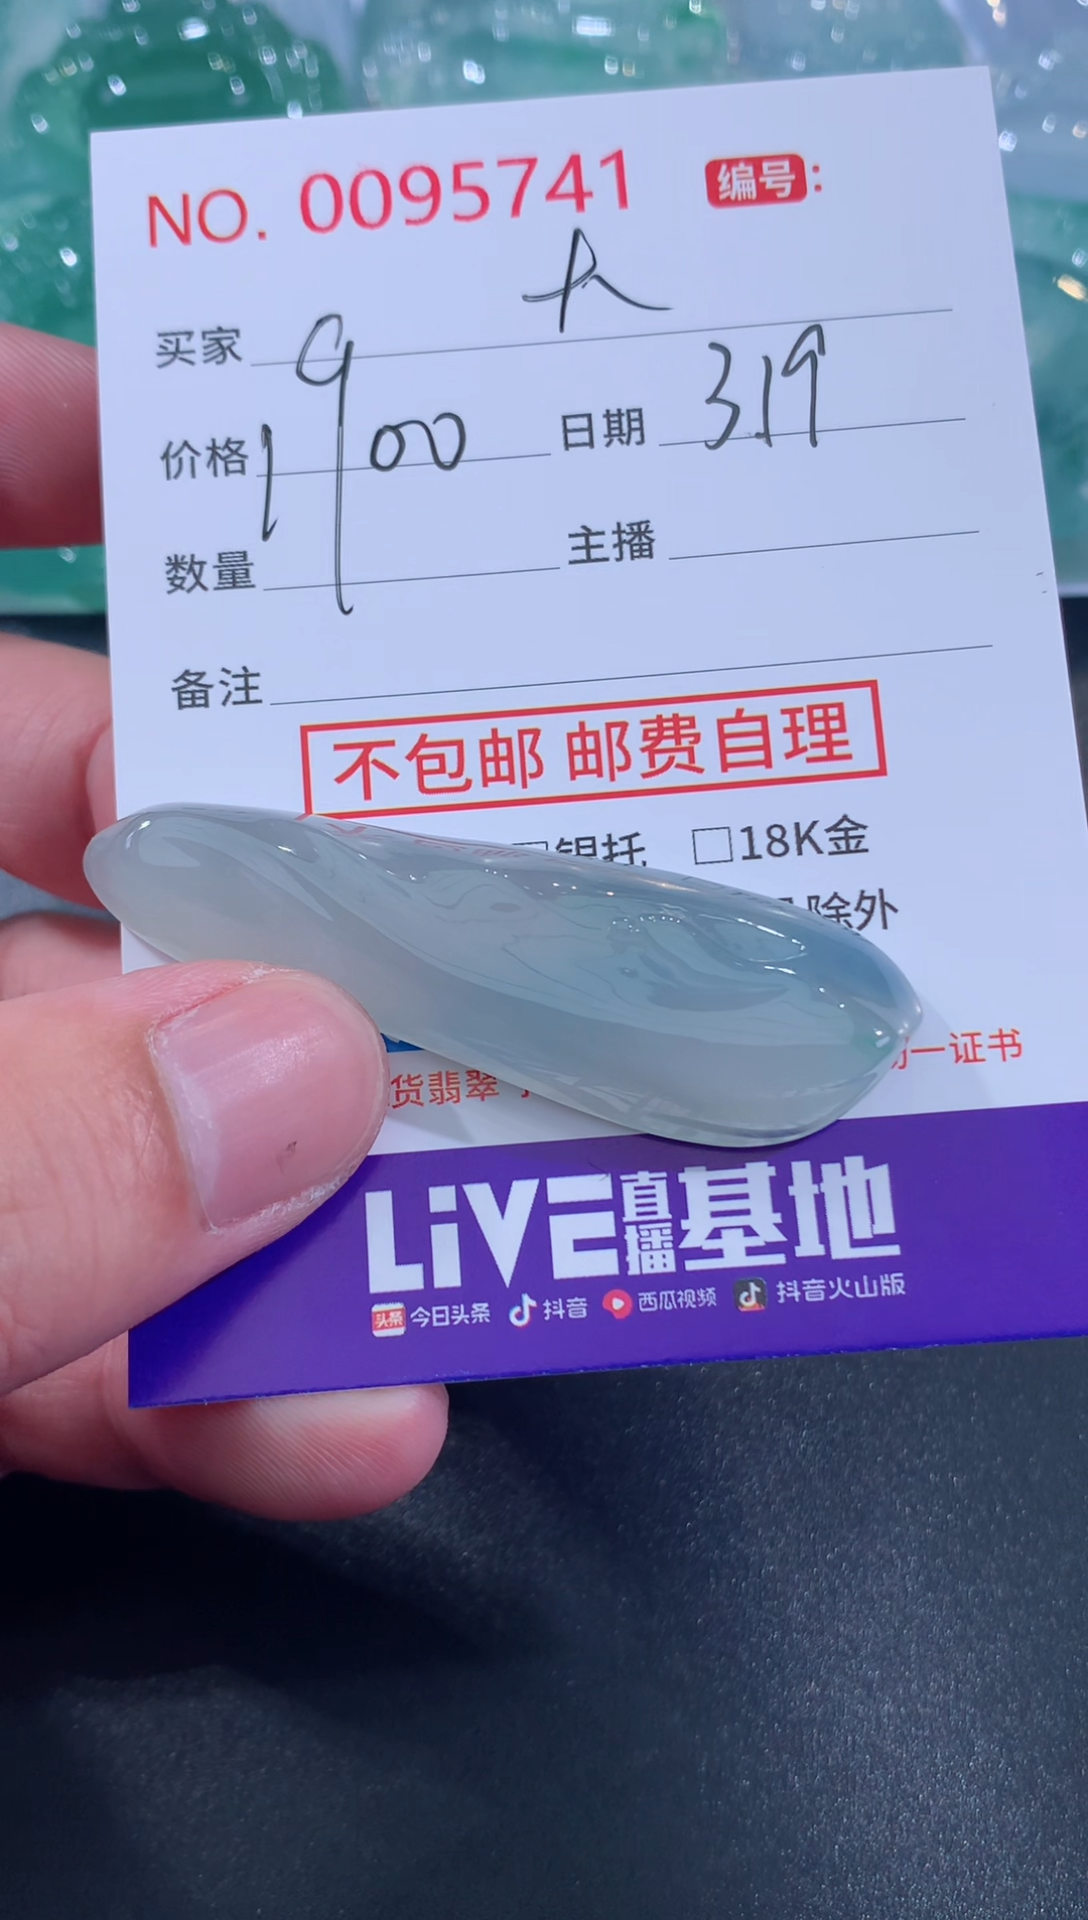 NO. 0095741 编号:
买家 大
价格 1900 日期 3.19
数量 主播
备注
不包邮 邮费自理
银托 □18K金
除外
货翡翠 一证书
LiVE直播基地
头条 今日头条 抖音 西瓜视频 抖音火山版